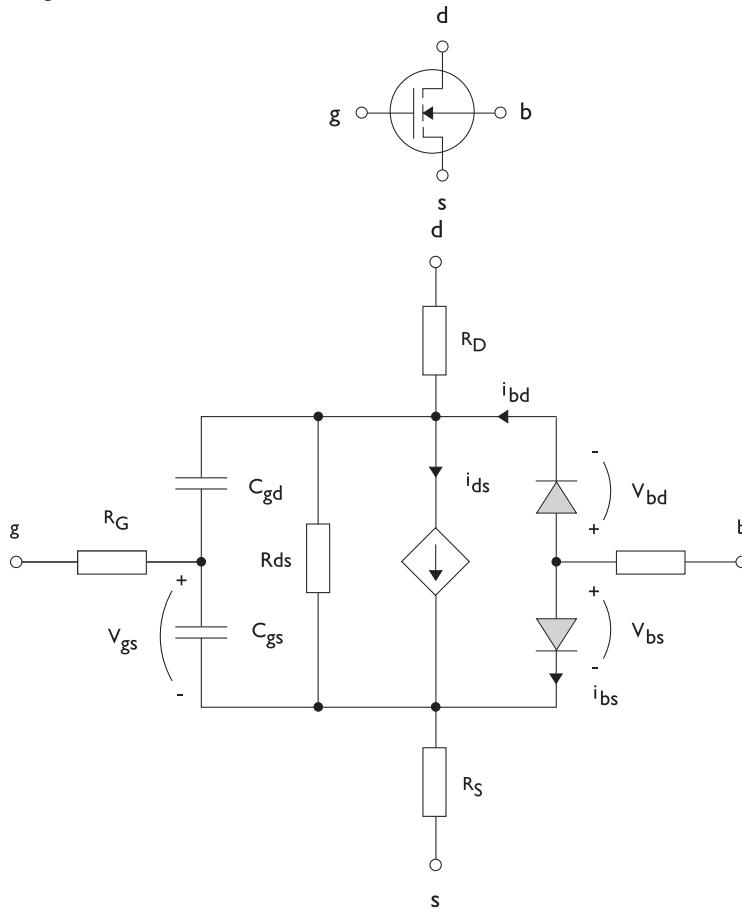 d
g
b
s
d
R_D
i_bd
C_gd
i_ds
-
V_bd
+
g
R_G
Rds
b
+
V_gs
-
C_gs
+
V_bs
-
i_bs
R_S
s